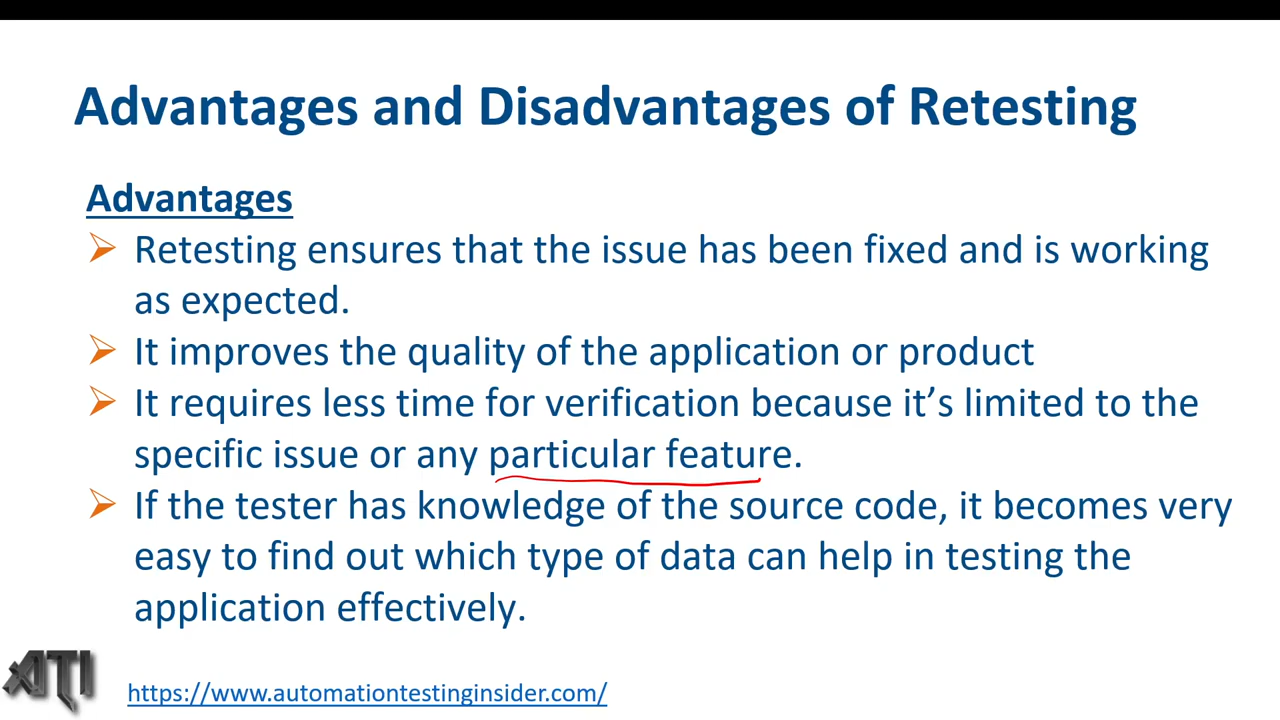 Advantages and Disadvantages of Retesting
Advantages
Retesting ensures that the issue has been fixed and is working
as expected.
It improves the quality of the application or product
It requires less time for verification because it’s limited to the
specific issue or any particular feature.
If the tester has knowledge of the source code, it becomes very
easy to find out which type of data can help in testing the
application effectively.
ATI
https://www.automationtestinginsider.com/